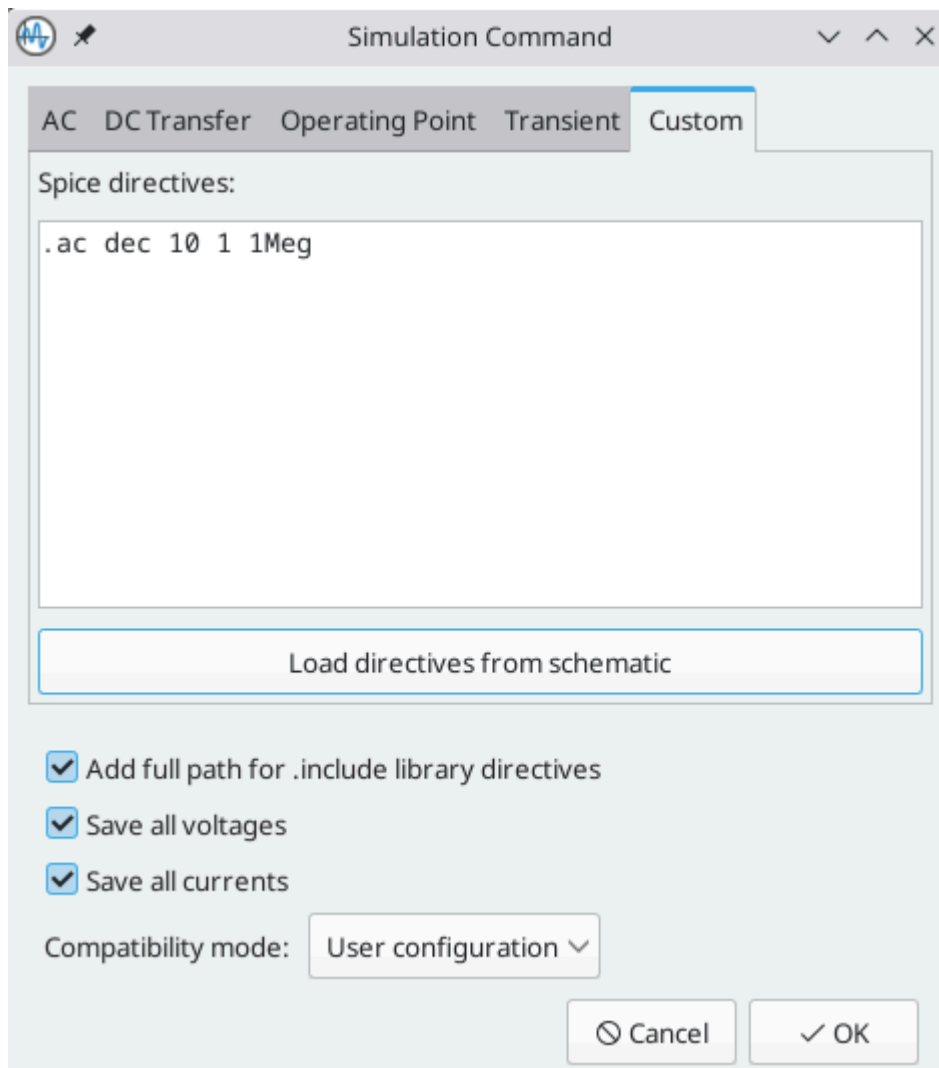 Simulation Command
AC DC Transfer Operating Point Transient Custom
Spice directives:
.ac dec 10 1 1Meg
Load directives from schematic
Add full path for .include library directives
Save all voltages
Save all currents
Compatibility mode: User configuration
Cancel OK